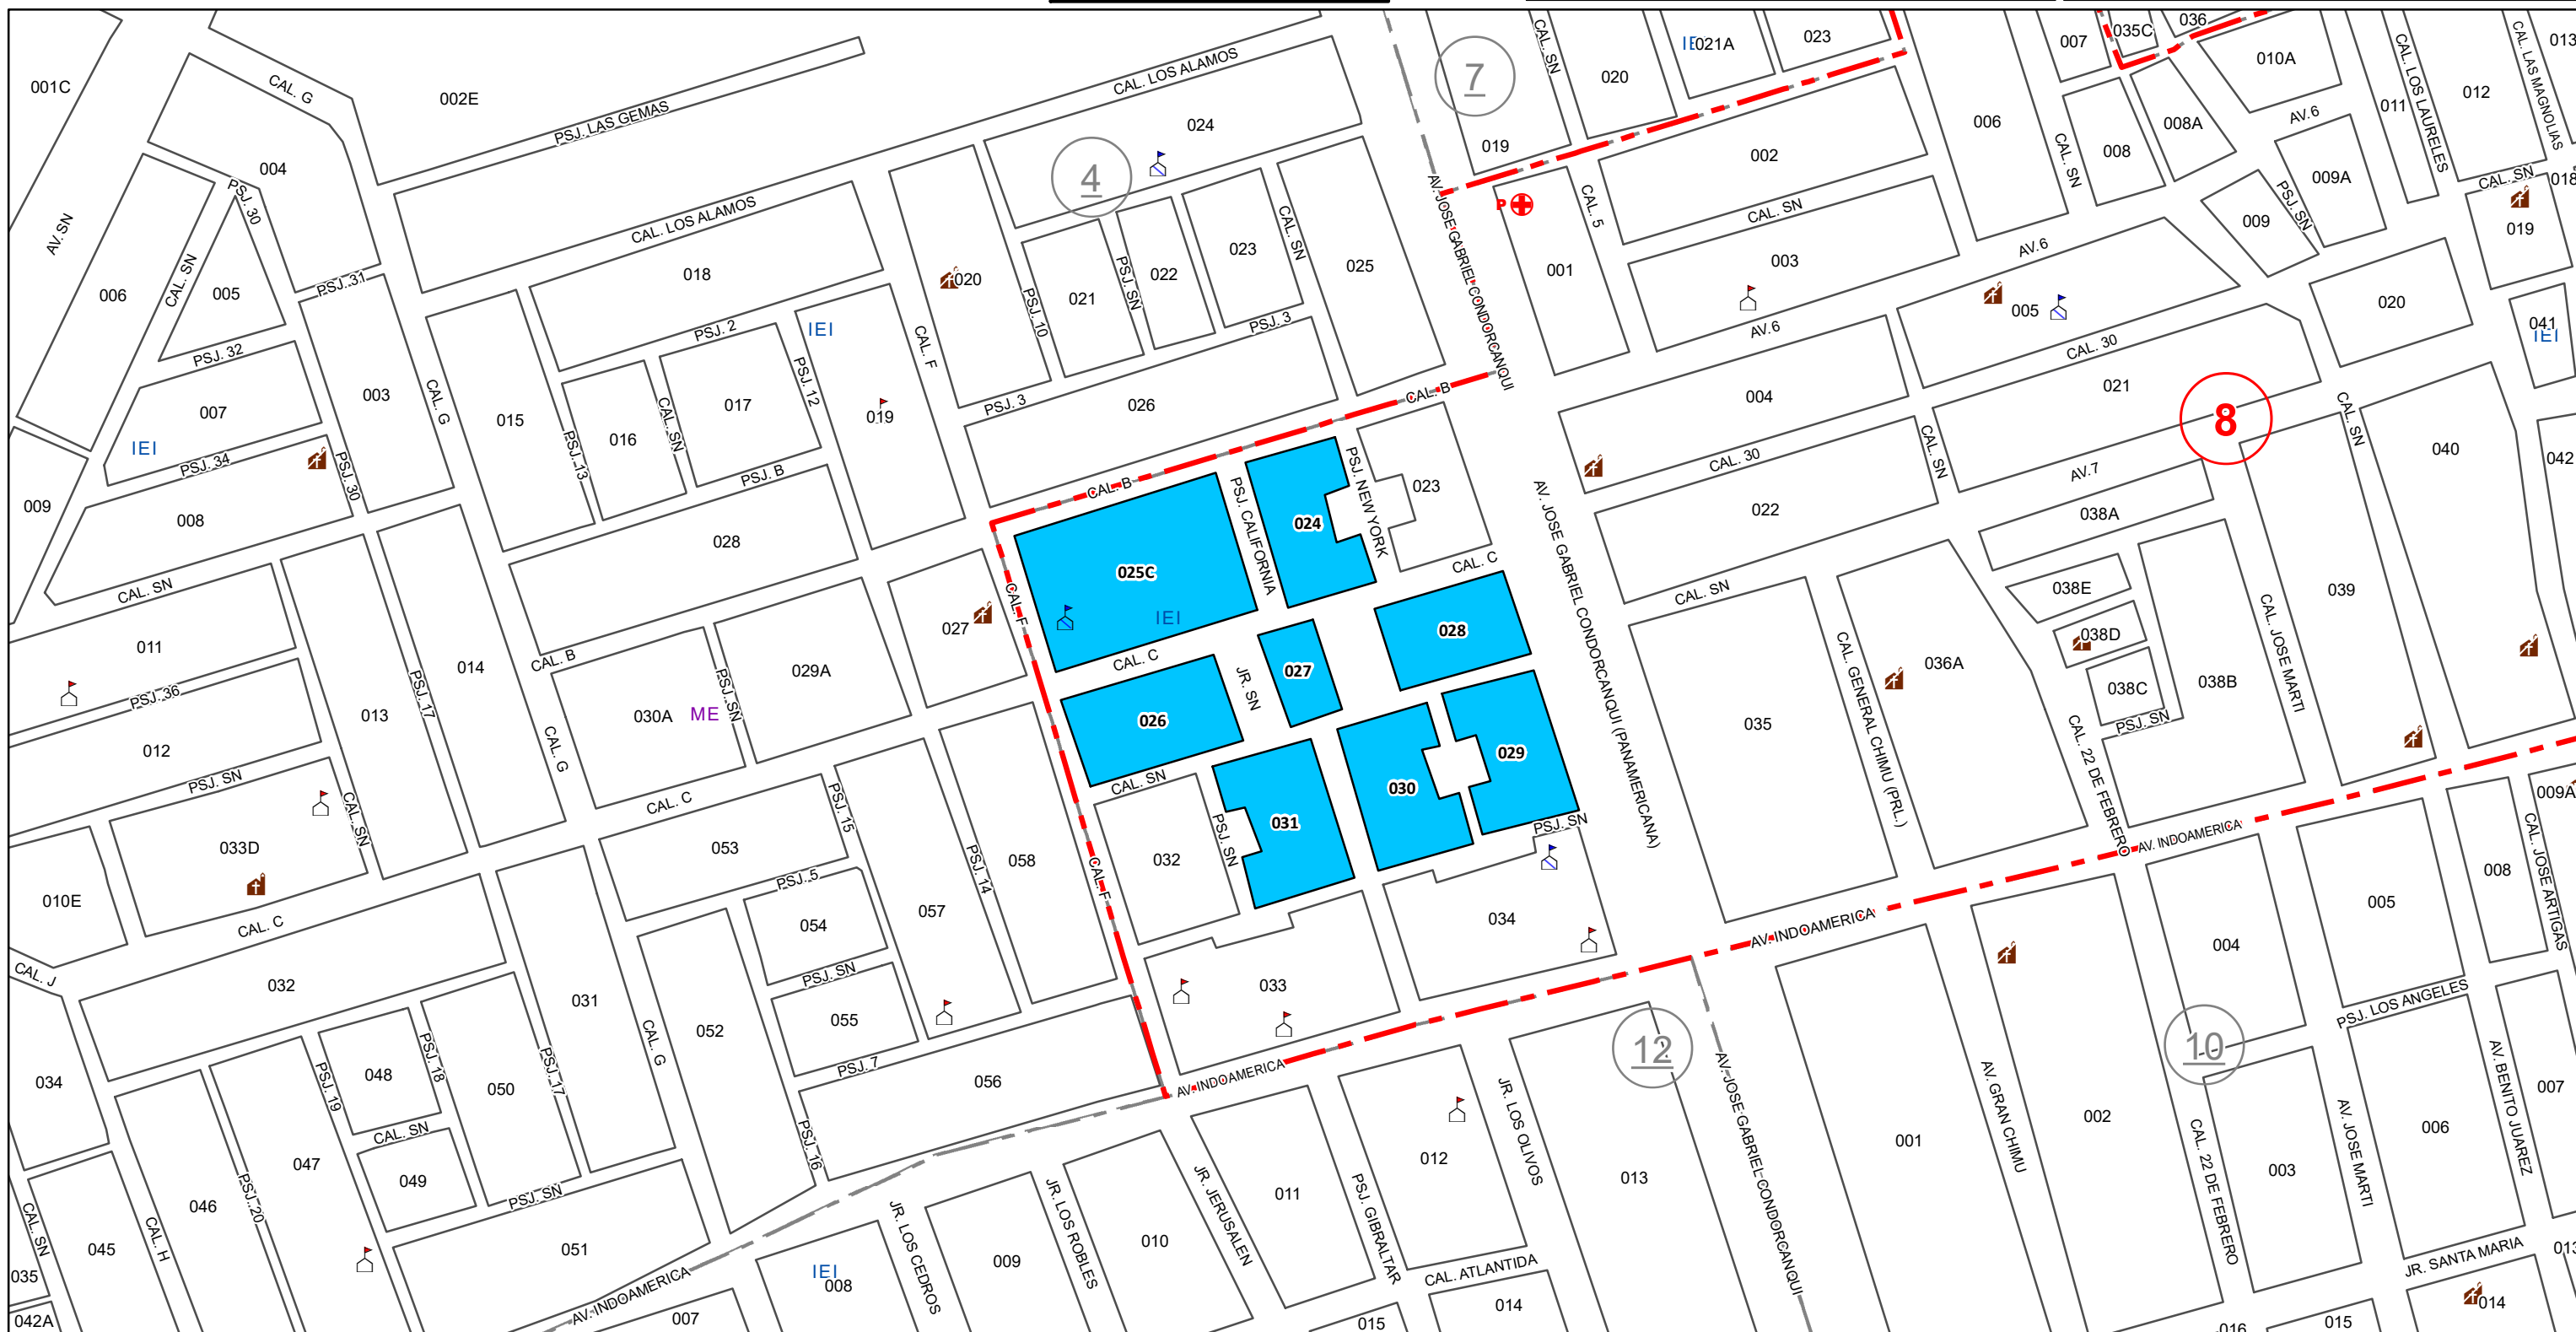 001C
CAL. G
002E
PSJ. LAS GEMAS
CAL. LOS ALAMOS
024
4
7
CAL. SN
IEI
021A
023
020
019
007
035C
036
010A
CAL. LOS LAURELES
012
CAL. LAS MAGNOLIAS
013
011
AV.6
008A
008
006
CAL. SN
002
CAL. 5
CAL. SN
003
001
P
AV. JOSE GABRIEL CONDORCANQUI
009A
009
PSJ. SN
CAL. SN
018
019
020
041
IEI
AV.6
005
CAL. 30
021
8
AV.6
004
CAL. 30
022
CAL. SN
AV.7
038A
CAL. SN
040
042
039
004
PSJ. 30
AV. SN
006
CAL. SN
005
PSJ. 31
PSJ. 32
007
IEI
PSJ. 34
008
009
PSJ. 30
003
CAL. G
015
CAL. LOS ALAMOS
018
PSJ. 2
016
PSJ. 13
CAL. SN
017
PSJ. 12
IEI
019
CAL. F
020
PSJ. 10
021
PSJ. SN
022
023
CAL. SN
025
PSJ. 3
PSJ. 3
026
CAL. B
PSJ. B
028
CAL. B
025C
IEI
PSJ. CALIFORNIA
024
PSJ. NEW YORK
023
CAL. C
028
027
JR. SN
CAL. C
026
CAL. SN
CAL. F
027
029A
030A
ME
PSJ. SN
CAL. B
CAL. G
014
PSJ. 17
013
CAL. SN
011
PSJ. 36
012
PSJ. SN
033D
CAL. SN
010E
CAL. C
CAL. J
032
CAL. C
053
PSJ. 5
054
PSJ. SN
055
PSJ. 7
056
PSJ. 15
057
PSJ. 14
058
CAL. F
032
PSJ. SN
031
030
029
PSJ. SN
034
033
AV. JOSE GABRIEL CONDORCANQUI (PANAMERICANA)
CAL. SN
035
CAL. GENERAL CHIMU (PRL.)
036A
038E
038D
038C
PSJ. SN
038B
CAL. JOSE MARTI
CAL. 22 DE FEBRERO
AV. INDOAMERICA
AV. INDOAMERICA
AV. INDOAMERICA
AV. INDOAMERICA
009A
008
CAL. JOSE ARTIGAS
005
004
PSJ. LOS ANGELES
10
12
034
048
PSJ. 19
PSJ. 18
050
PSJ. 17
031
CAL. G
052
PSJ. 16
CAL. SN
049
047
PSJ. 20
046
CAL. H
045
CAL. SN
035
042A
PSJ. SN
051
007
IEI
008
JR. LOS CEDROS
009
JR. LOS ROBLES
010
JR. JERUSALEN
011
PSJ. GIBRALTAR
012
JR. LOS OLIVOS
CAL. ATLANTIDA
014
015
013
AV. JOSE GABRIEL CONDORCANQUI
001
AV. GRAN CHIMU
002
CAL. 22 DE FEBRERO
003
AV. JOSE MARTI
006
AV. BENITO JUAREZ
007
JR. SANTA MARIA
013
014
015
016